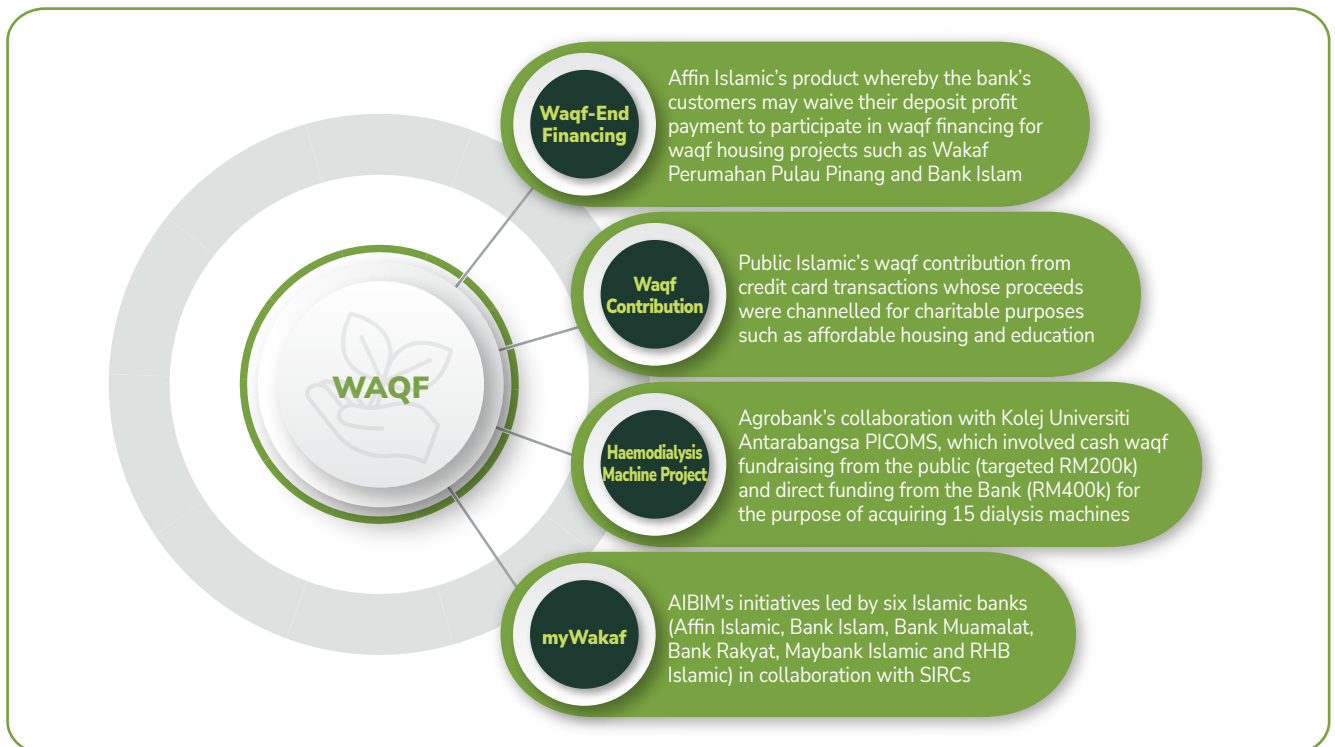 WAQF
Waqf-End
Financing
Affin Islamic’s product whereby the bank’s
customers may waive their deposit profit
payment to participate in waqf financing for
waqf housing projects such as Wakaf
Perumahan Pulau Pinang and Bank Islam
Waqf
Contribution
Public Islamic’s waqf contribution from
credit card transactions whose proceeds
were channelled for charitable purposes
such as affordable housing and education
Haemodialysis
Machine Project
Agrobank’s collaboration with Kolej Universiti
Antarabangsa PICOMS, which involved cash waqf
fundraising from the public (targeted RM200k)
and direct funding from the Bank (RM400k) for
the purpose of acquiring 15 dialysis machines
myWakaf
AIBIM’s initiatives led by six Islamic banks
(Affin Islamic, Bank Islam, Bank Muamalat,
Bank Rakyat, Maybank Islamic and RHB
Islamic) in collaboration with SIRCs